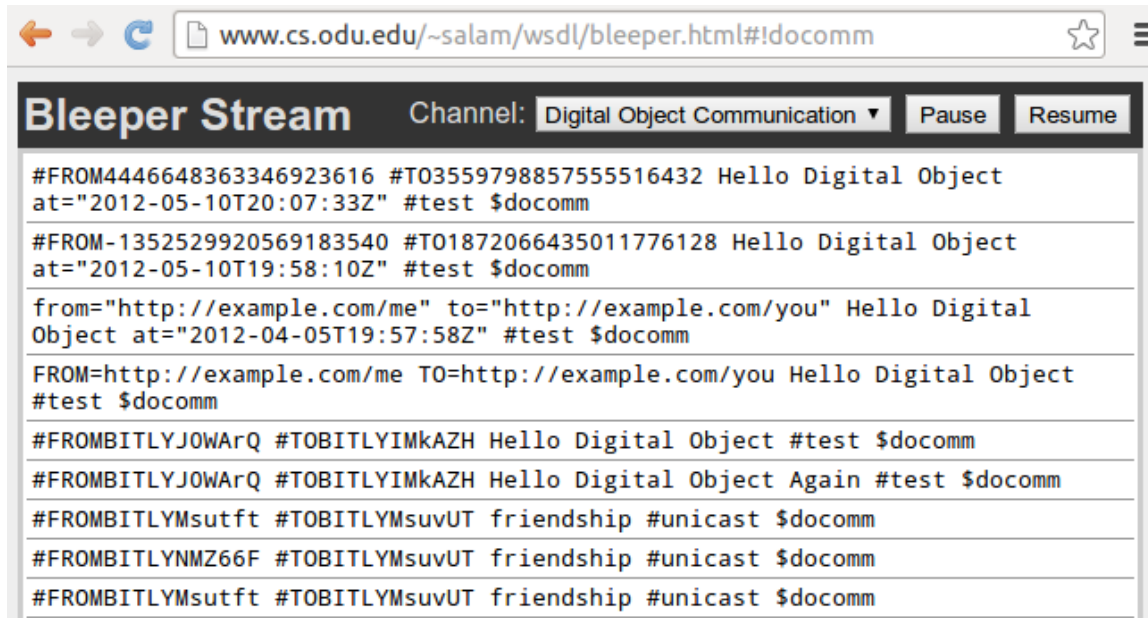 www.cs.odu.edu/~salam/wsdl/bleeper.html#!docomm
Bleeper Stream Channel: Digital Object Communication Pause Resume
#FROM4446648363346923616 #TO3559798857555516432 Hello Digital Object
at="2012-05-10T20:07:33Z" #test $docomm
#FROM-1352529920569183540 #TO1872066435011776128 Hello Digital Object
at="2012-05-10T19:58:10Z" #test $docomm
from="http://example.com/me" to="http://example.com/you" Hello Digital
Object at="2012-04-05T19:57:58Z" #test $docomm
FROM=http://example.com/me TO=http://example.com/you Hello Digital Object
#test $docomm
#FROMBITLYJ0WArQ #TOBITLYIMkAZH Hello Digital Object #test $docomm
#FROMBITLYJ0WArQ #TOBITLYIMkAZH Hello Digital Object Again #test $docomm
#FROMBITLYMsutft #TOBITLYMsuvUT friendship #unicast $docomm
#FROMBITLYNMZ66F #TOBITLYMsuvUT friendship #unicast $docomm
#FROMBITLYMsutft #TOBITLYMsuvUT friendship #unicast $docomm